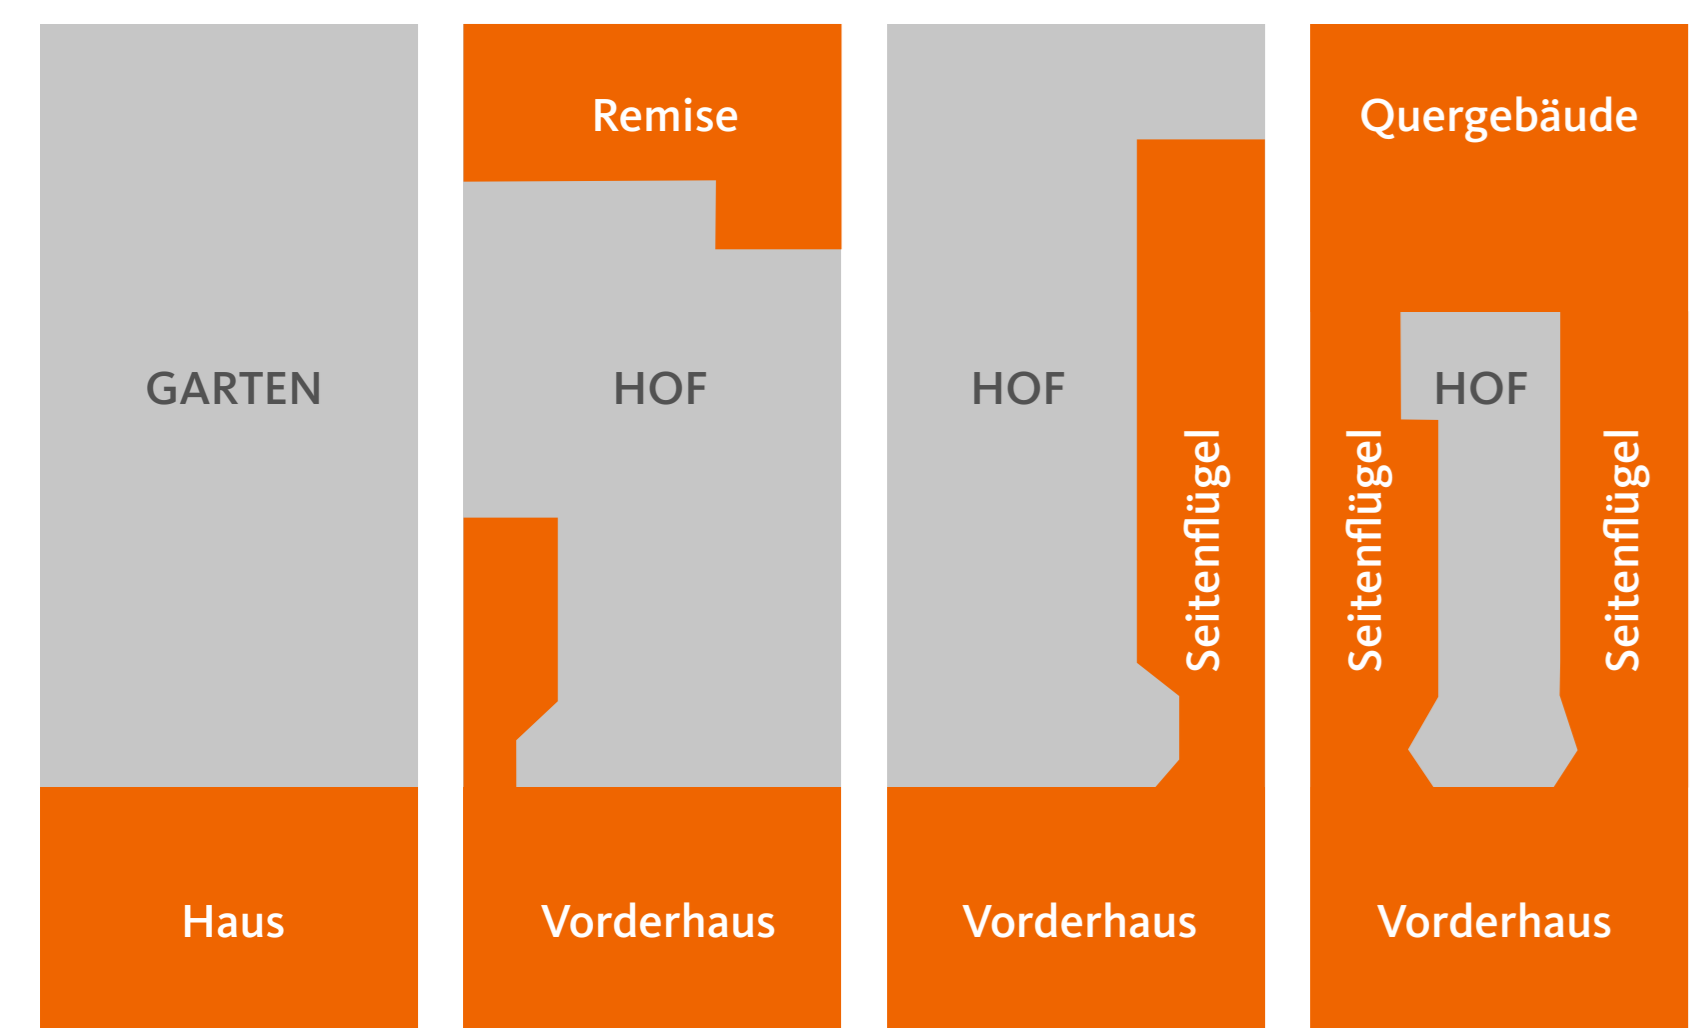 GARTEN
Haus
Remise
HOF
Vorderhaus
HOF
Seitenflügel
Vorderhaus
Quergebäude
HOF
Seitenflügel
Seitenflügel
Vorderhaus